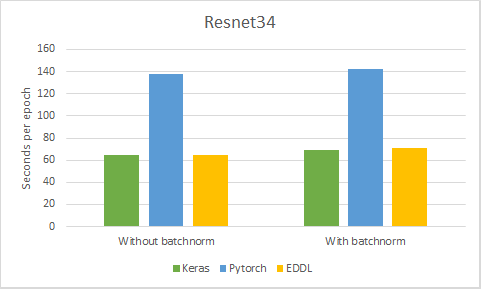 Resnet34
Seconds per epoch
160
140
120
100
80
60
40
20
0
Without batchnorm
With batchnorm
Keras Pytorch EDDL